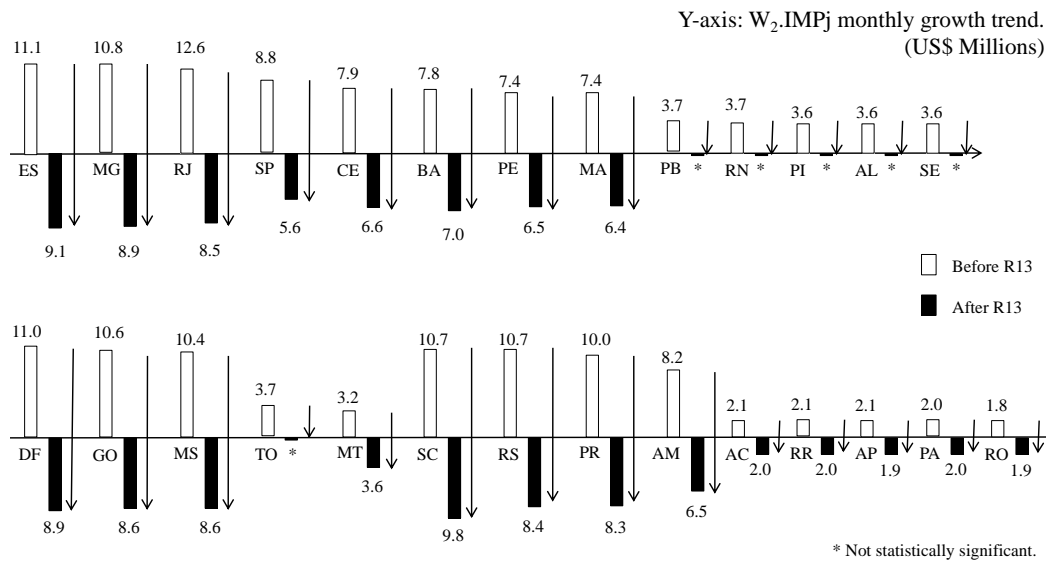 Y-axis: W2.IMPj monthly growth trend.
(US$ Millions)
11.1 10.8 12.6 8.8 7.9 7.8 7.4 7.4 3.7 3.7 3.6 3.6 3.6
ES MG RJ SP CE BA PE MA PB * RN * PI * AL * SE *
9.1 8.9 8.5 5.6 6.6 7.0 6.5 6.4
Before R13
After R13
11.0 10.6 10.4 3.7 3.2 10.7 10.7 10.0 8.2 2.1 2.1 2.1 2.0 1.8
DF GO MS TO * MT SC RS PR AM AC RR AP PA RO
8.9 8.6 8.6 3.6 9.8 8.4 8.3 6.5 2.0 2.0 1.9 2.0 1.9
* Not statistically significant.